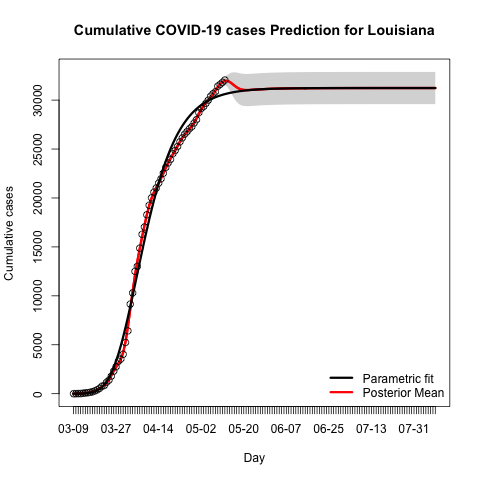 Cumulative COVID-19 cases Prediction for Louisiana
Cumulative cases
30000
25000
20000
15000
10000
5000
0
Parametric fit
Posterior Mean
03-09 03-27 04-14 05-02 05-20 06-07 06-25 07-13 07-31
Day